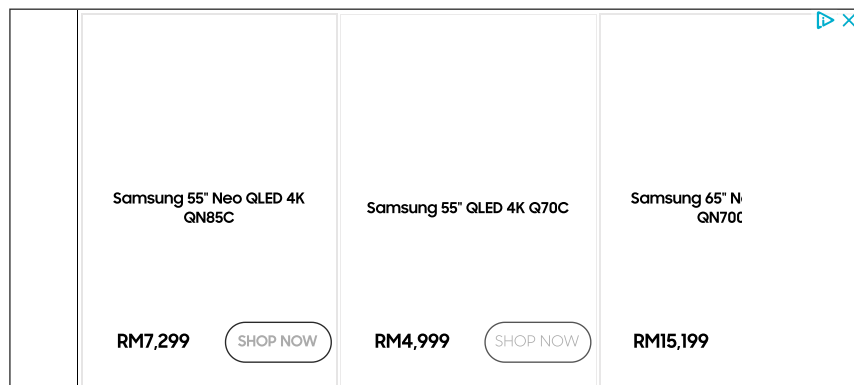 Samsung 55" Neo QLED 4K
QN85C
RM7,299
SHOP NOW
Samsung 55" QLED 4K Q70C
RM4,999
SHOP NOW
Samsung 65"
RM15,199